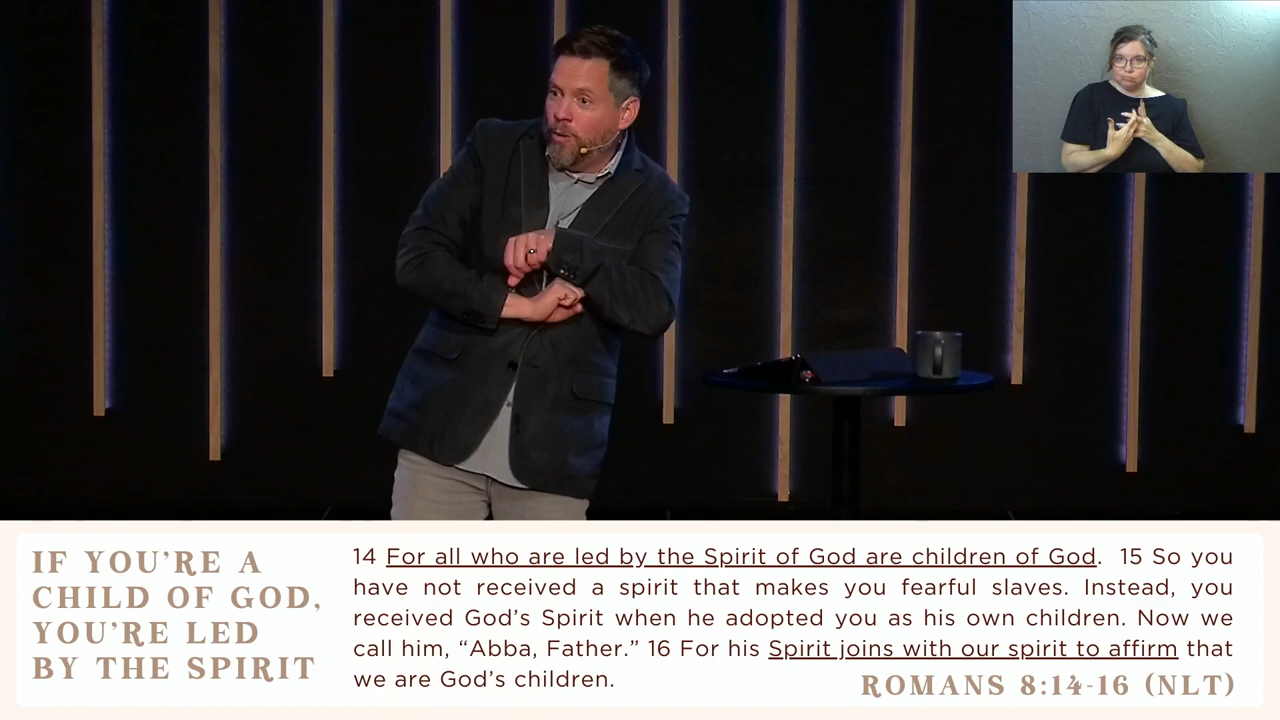 IF YOU'RE A
CHILD OF GOD,
YOU'RE LED
BY THE SPIRIT
14 For all who are led by the Spirit of God are children of God.  15 So you
have not received a spirit that makes you fearful slaves. Instead, you
received God's Spirit when he adopted you as his own children. Now we
call him, “Abba, Father.” 16 For his Spirit joins with our spirit to affirm that
we are God's children.
ROMANS 8:14-16 (NLT)